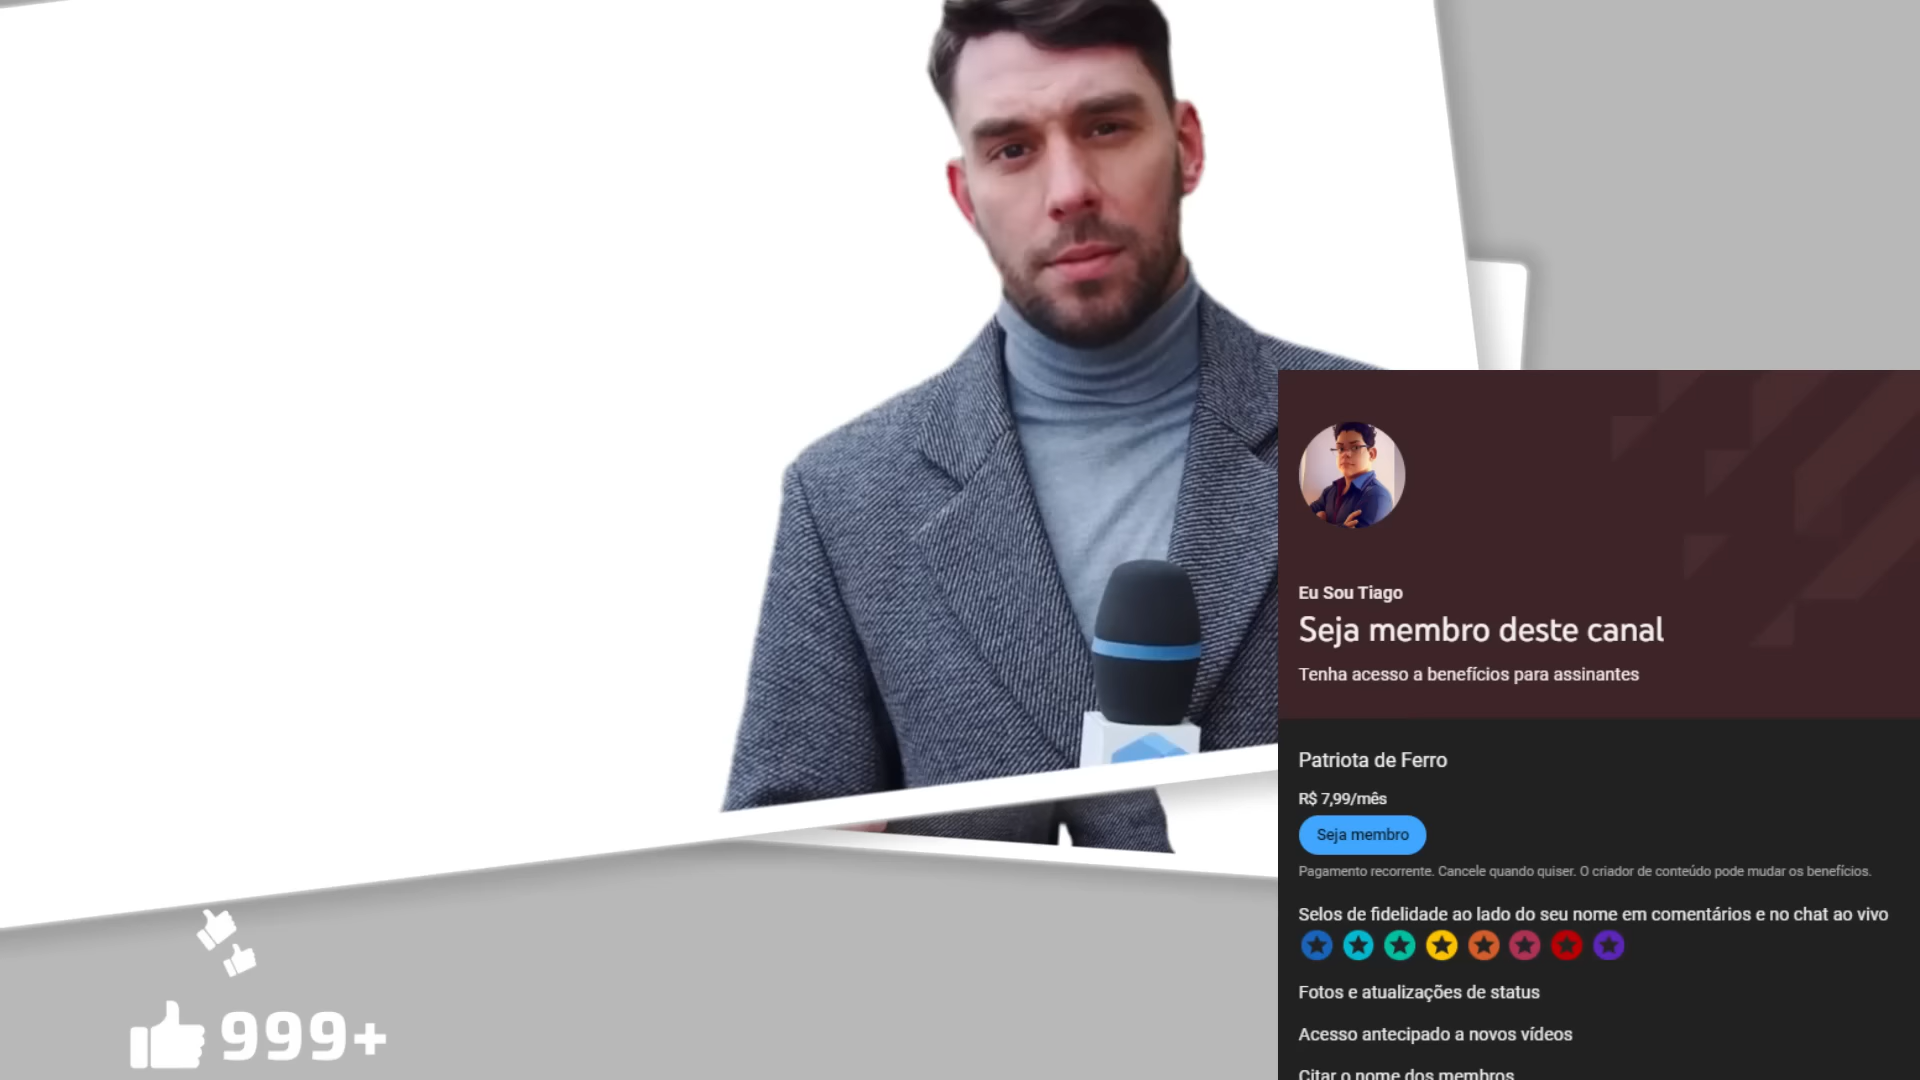 Eu Sou Tiago
Seja membro deste canal
Tenha acesso a benefícios para assinantes
Patriota de Ferro
R$ 7,99/mês
Seja membro
Pagamento recorrente. Cancele quando quiser. O criador de conteúdo pode mudar os benefícios.
Selos de fidelidade ao lado do seu nome em comentários e no chat ao vivo
Fotos e atualizações de status
Acesso antecipado a novos vídeos
Citar o nome dos membros
999+